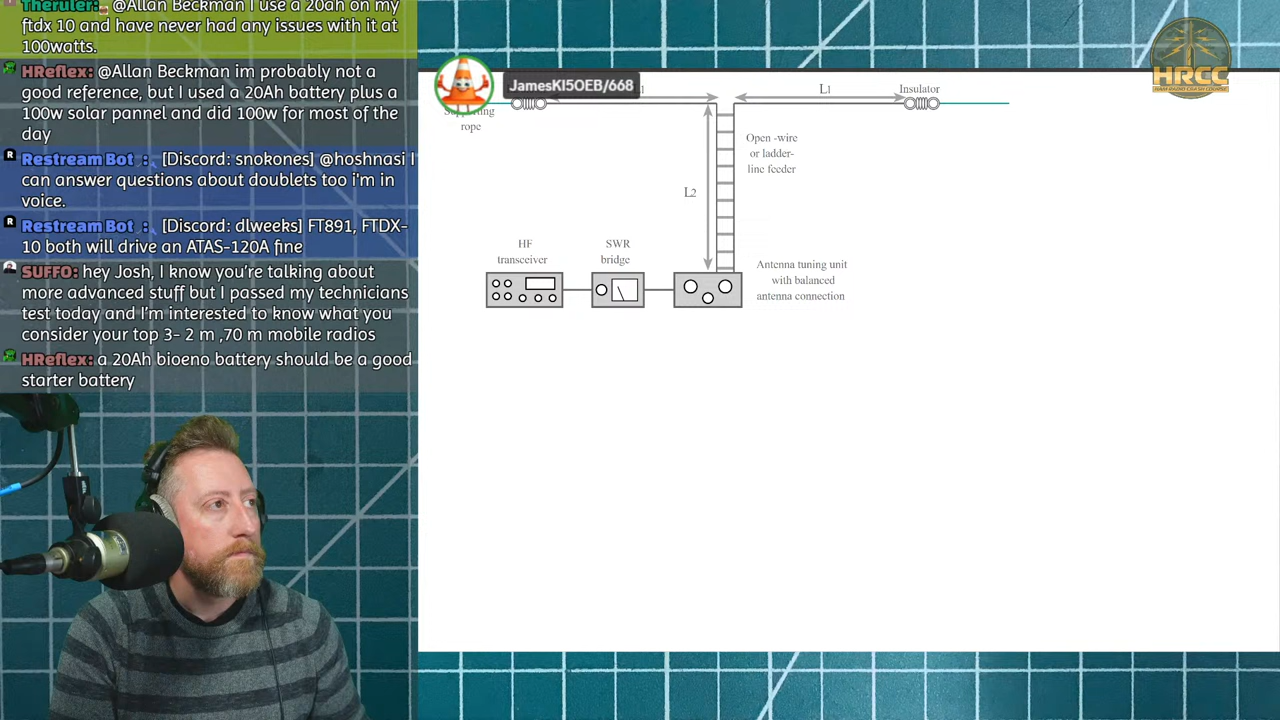 Theruler: @Allan Beckman I use a 20ah on my
ftdx 10 and have never had any issues with it at
100watts.
HReflex: @Allan Beckman im probably not a
good reference, but I used a 20Ah battery plus a
100w solar pannel and did 100w for most of the
day
Restream Bot : [Discord: snokones] @hoshnasi I
can answer questions about doublets too i'm in
voice.
Restream Bot : [Discord: dlweeks] FT891, FTDX-
10 both will drive an ATAS-120A fine
SUFFO: hey Josh, I know you're talking about
more advanced stuff but I passed my technicians
test today and I'm interested to know what you
consider your top 3- 2 m ,70 m mobile radios
HReflex: a 20Ah bioeno battery should be a good
starter battery
JamesKI5OEB/668
L1
Insulator
rope
Open -wire
or ladder-
line feeder
L2
HF
transceiver
SWR
bridge
Antenna tuning unit
with balanced
antenna connection
HRCC
HAM RADIO CRASH COURSE